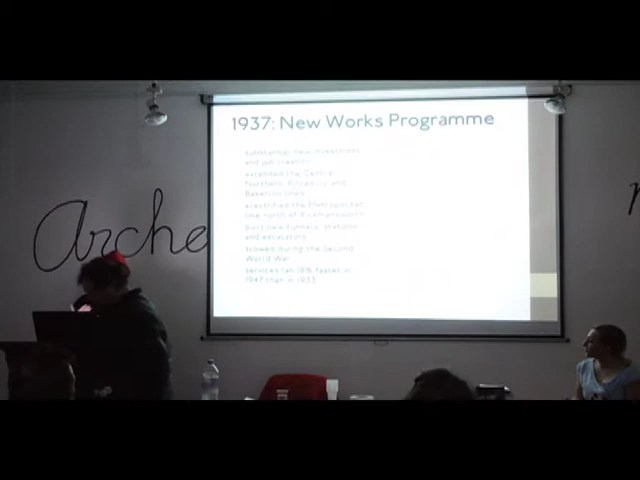 1937: New Works Programme
substantial new investment
and job creation
extended the Central,
Northern, Piccadilly and
Bakerloo lines
electrified the Metropolitan
line north of Rickmansworth
built new tunnels, stations
and escalators
slowed during the Second
World War
services ran 18% faster in
1947 than in 1933
Arche